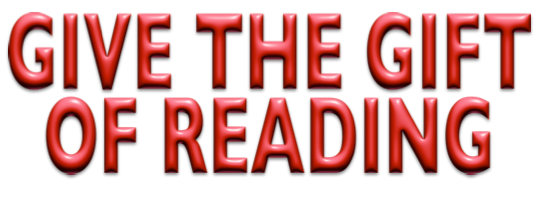 GIVE THE GIFT
OF READING